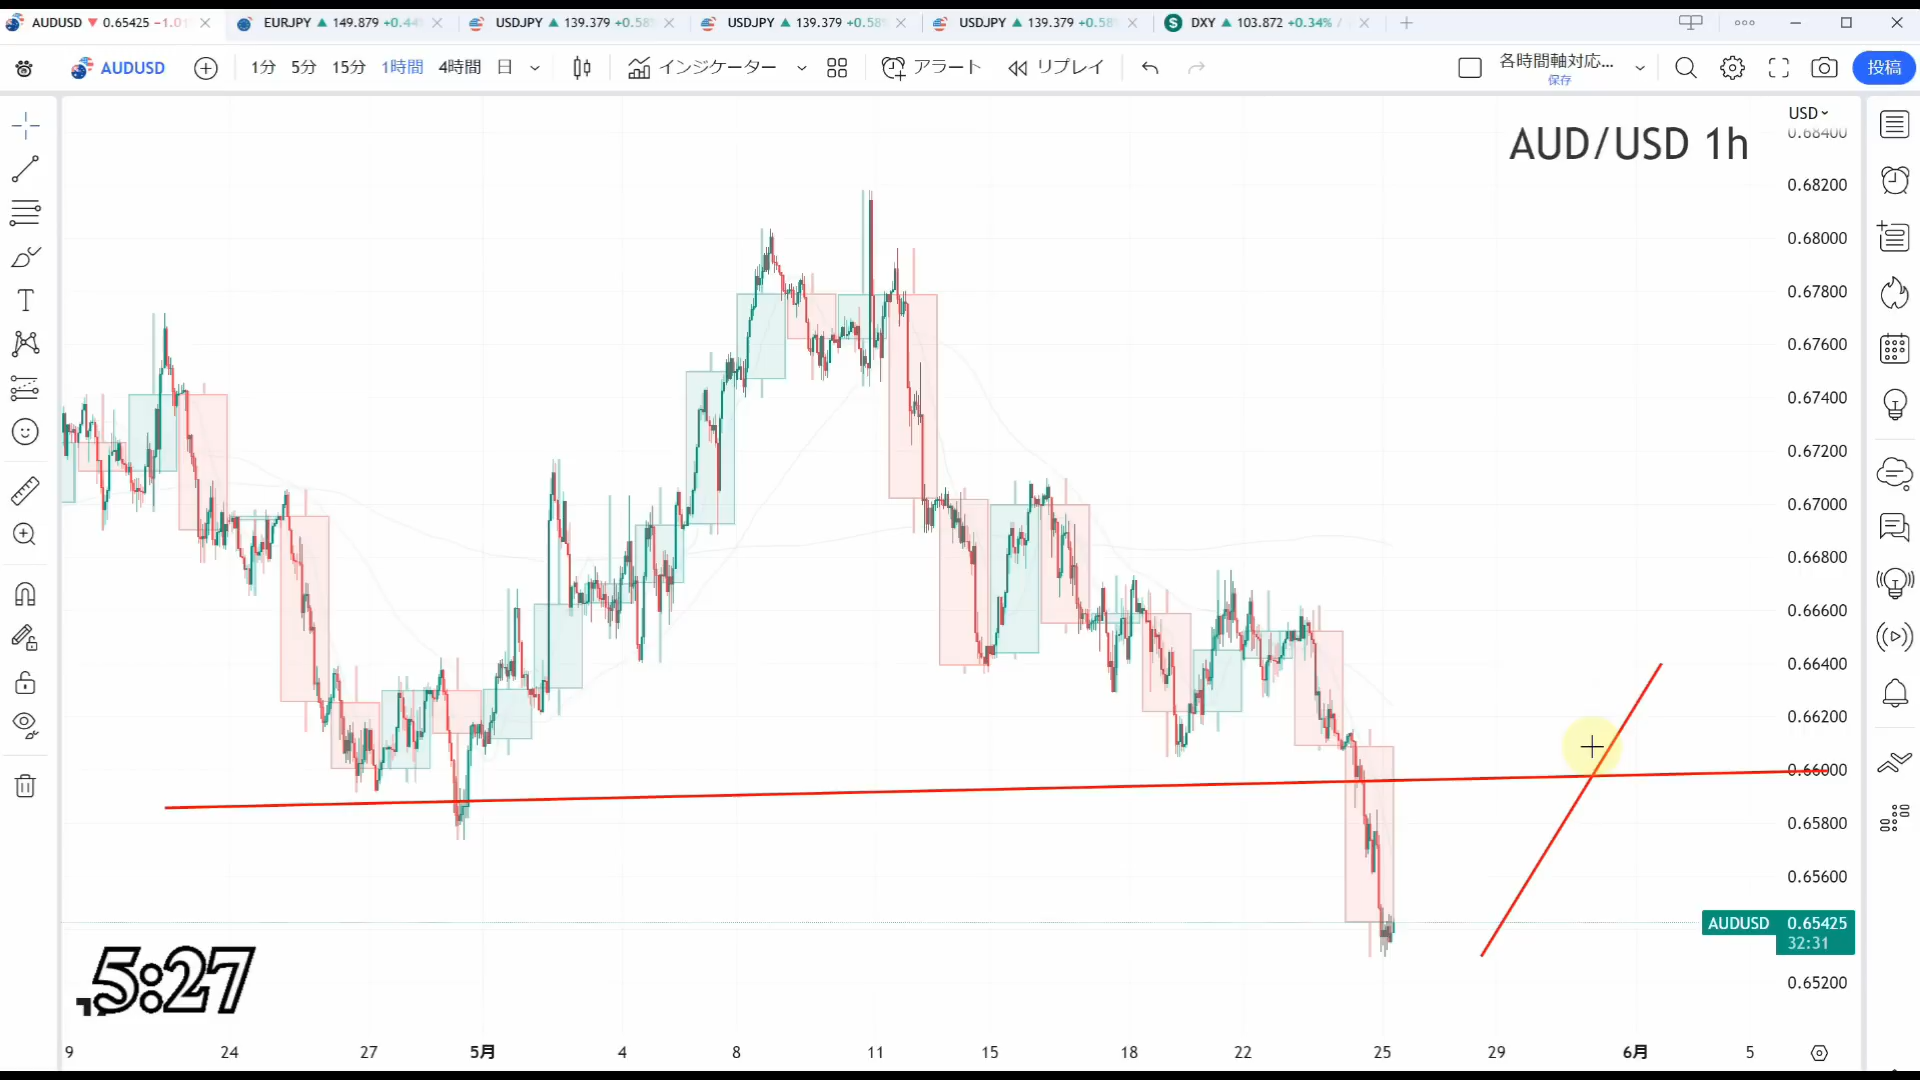 AUDUSD ▼ 0.65425 −1.01
EURJPY ▲ 149.879 +0.44
USDJPY ▲ 139.379 +0.58
USDJPY ▲ 139.379 +0.58
USDJPY ▲ 139.379 +0.58
S DXY ▲ 103.872 +0.34% /
AUDUSD
1分 5分 15分 1時間 4時間 日
インジケーター
アラート
リプレイ
各時間軸対応...
保存
投稿
USD
AUD/USD 1h
0.68400
0.68200
0.68000
0.67800
0.67600
0.67400
0.67200
0.67000
0.66800
0.66600
0.66400
0.66200
0.66000
0.65800
0.65600
AUDUSD 0.65425
32:31
0.65200
5:27
9 24 27 5月 4 8 11 15 18 22 25 29 6月 5